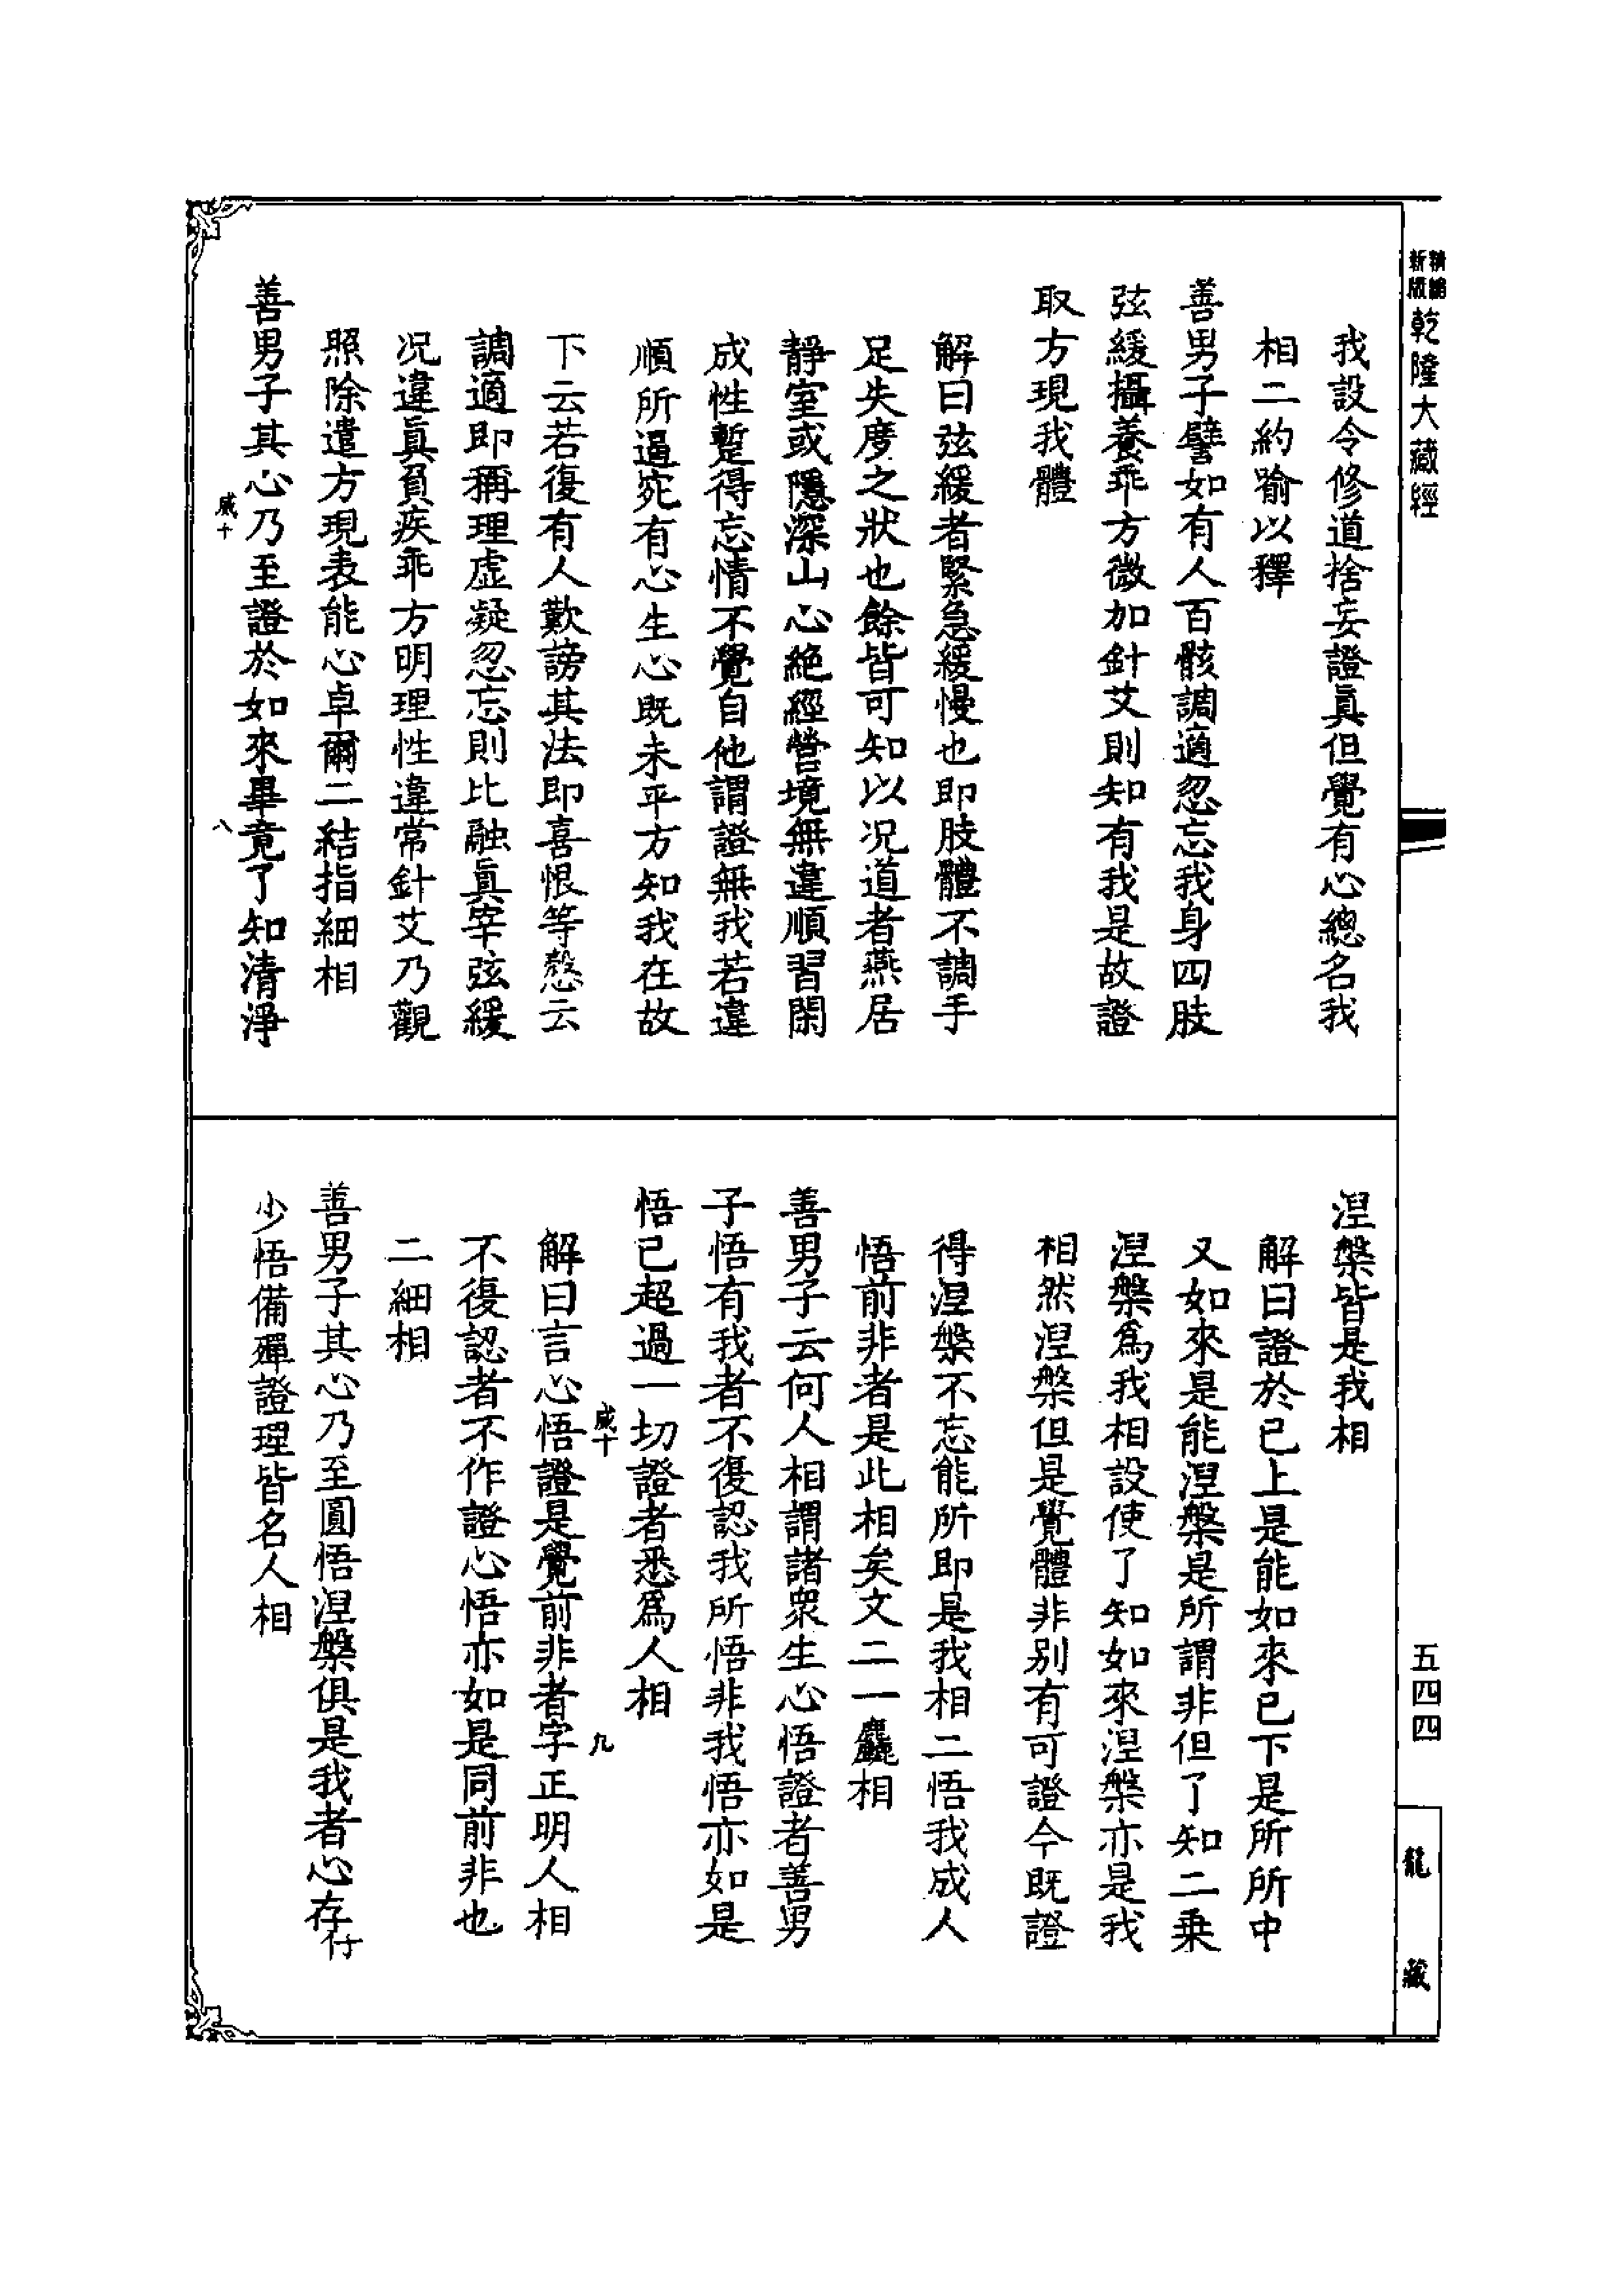 新版
精編
乾隆大藏經
我設令修道捨妄證眞但覺有心總名我
相二約喻以釋
善男子譬如有人百骸調適忽忘我身四肢
弦緩攝養乖方微加針艾則知有我是故證
取方現我體
解曰弦緩者緊急緩慢也即肢體不調手
足失度之狀也餘皆可知以况道者燕居
靜室或隱深山心絶經營境無違順習閑
成性蹔得忘情不覺自他謂證無我若違
順所逼宛有心生心既未平方知我在故
下云若復有人歎謗其法即喜恨等慤云
調適即稱理虛凝忽忘則比融眞宰弦緩
况違眞負疾乖方明理性違常針艾乃觀
照除遣方現表能心卓爾二結指細相
善男子其心乃至證於如來畢竟了知清淨
咸十
八
涅槃皆是我相
解曰證於已上是能如來已下是所所中
又如來是能涅槃是所謂非但了知二乗
涅槃爲我相設使了知如來涅槃亦是我
相然涅槃但是覺體非别有可證今既證
得涅槃不忘能所即是我相二悟我成人
悟前非者是此相矣文二一麤相
善男子云何人相謂諸衆生心悟證者善男
子悟有我者不復認我所悟非我悟亦如是
悟已超過一切證者悉爲人相
咸十
九
解曰言心悟證是覺前非者字正明人相
不復認者不作證心悟亦如是同前非也
二細相
善男子其心乃至圓悟涅槃俱是我者心存
少悟備殫證理皆名人相
五四四
龍藏